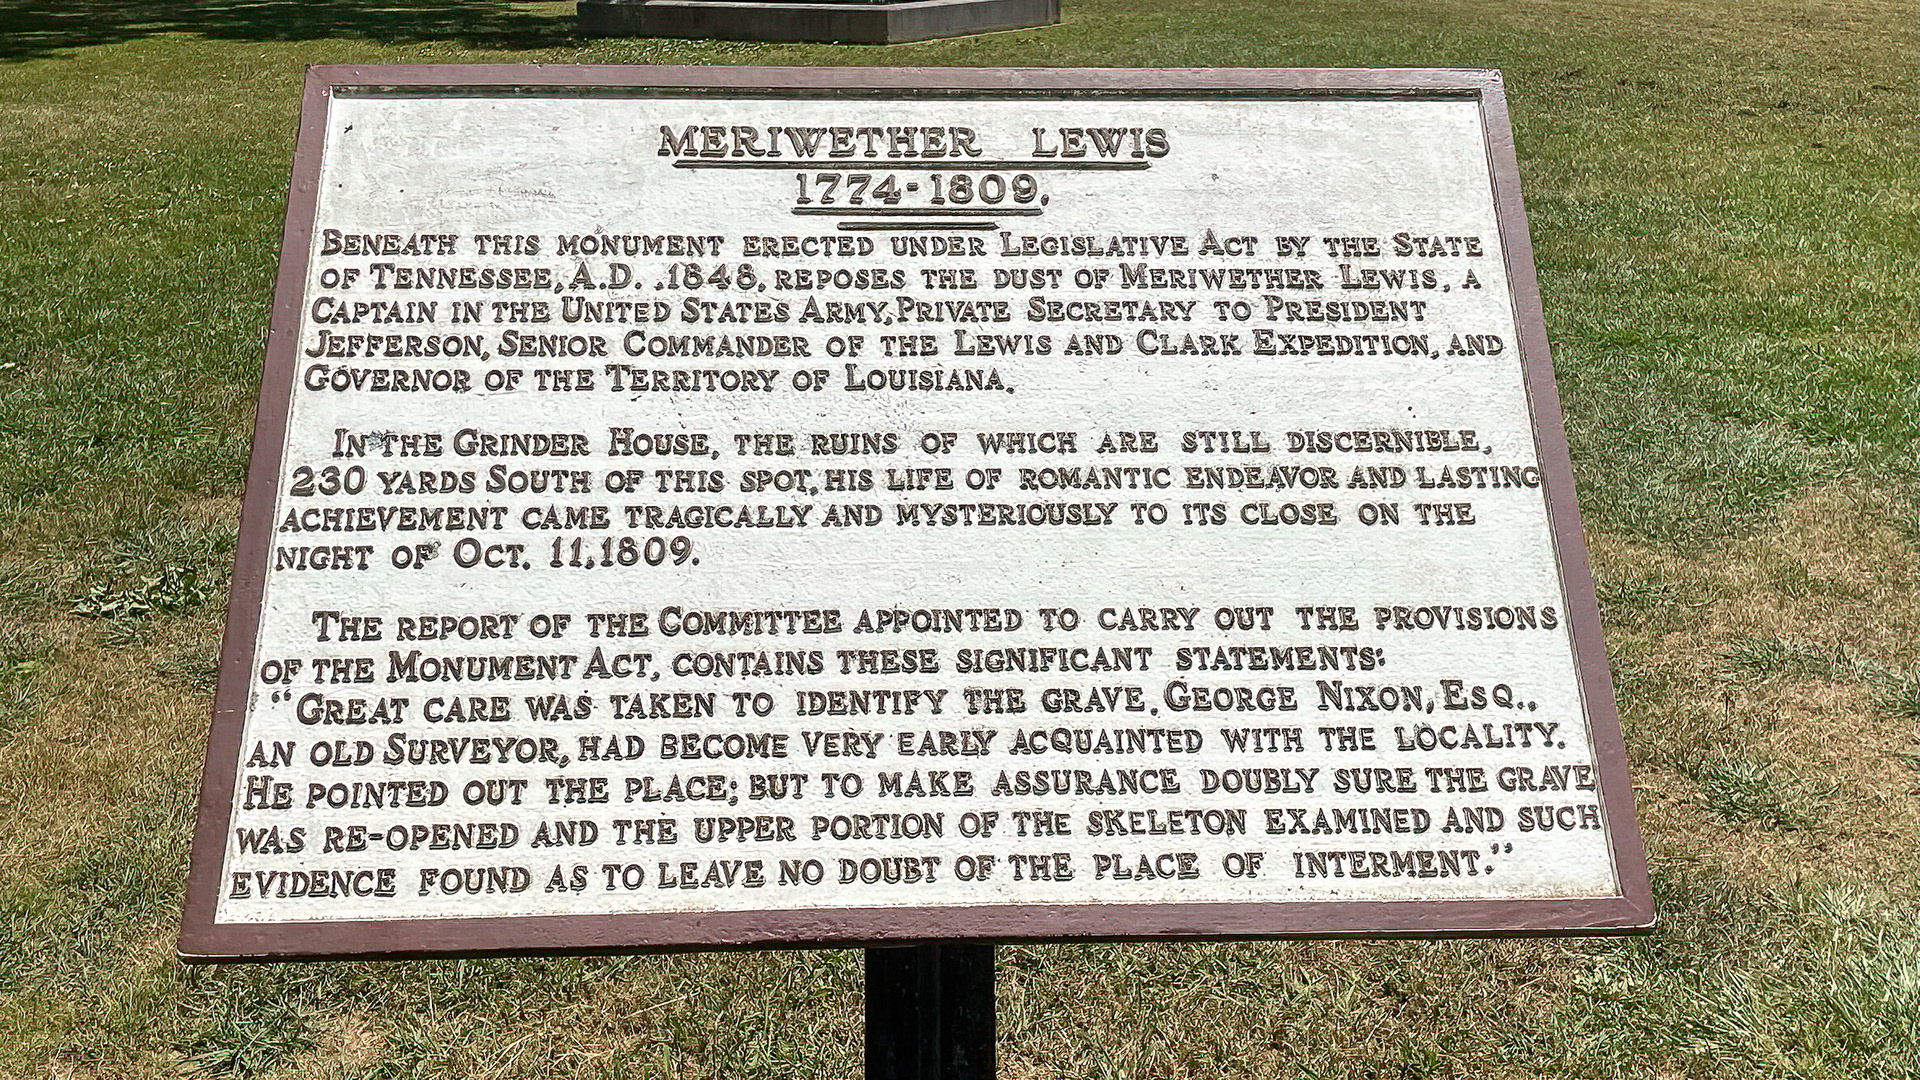 MERIWETHER LEWIS
1774-1809.
BENEATH THIS MONUMENT ERECTED UNDER LEGISLATIVE ACT BY THE STATE
OF TENNESSEE, A.D. .1848. REPOSES THE DUST OF MERIWETHER LEWIS, A
CAPTAIN IN THE UNITED STATES ARMY, PRIVATE SECRETARY TO PRESIDENT
JEFFERSON, SENIOR COMMANDER OF THE LEWIS AND CLARK EXPEDITION, AND
GOVERNOR OF THE TERRITORY OF LOUISIANA.
IN THE GRINDER HOUSE, THE RUINS OF WHICH ARE STILL DISCERNIBLE,
230 YARDS SOUTH OF THIS SPOT, HIS LIFE OF ROMANTIC ENDEAVOR AND LASTING
ACHIEVEMENT CAME TRAGICALLY AND MYSTERIOUSLY TO ITS CLOSE ON THE
NIGHT OF OCT. 11, 1809.
THE REPORT OF THE COMMITTEE APPOINTED TO CARRY OUT THE PROVISIONS
OF THE MONUMENT ACT, CONTAINS THESE SIGNIFICANT STATEMENTS:
"GREAT CARE WAS TAKEN TO IDENTIFY THE GRAVE. GEORGE NIXON, ESQ.,
AN OLD SURVEYOR, HAD BECOME VERY EARLY ACQUAINTED WITH THE LOCALITY.
HE POINTED OUT THE PLACE; BUT TO MAKE ASSURANCE DOUBLY SURE THE GRAVE
WAS RE-OPENED AND THE UPPER PORTION OF THE SKELETON EXAMINED AND SUCH
EVIDENCE FOUND AS TO LEAVE NO DOUBT OF THE PLACE OF INTERMENT."